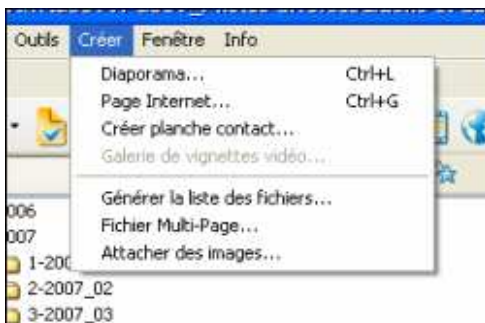 Outils Créer Fenêtre Info
Diaporama... Ctrl+L
Page Internet... Ctrl+G
Créer planche contact...
Galerie de vignettes vidéo...
Générer la liste des fichiers...
Fichier Multi-Page...
Attacher des images...
006
007
1-200
2-2007_02
3-2007_03